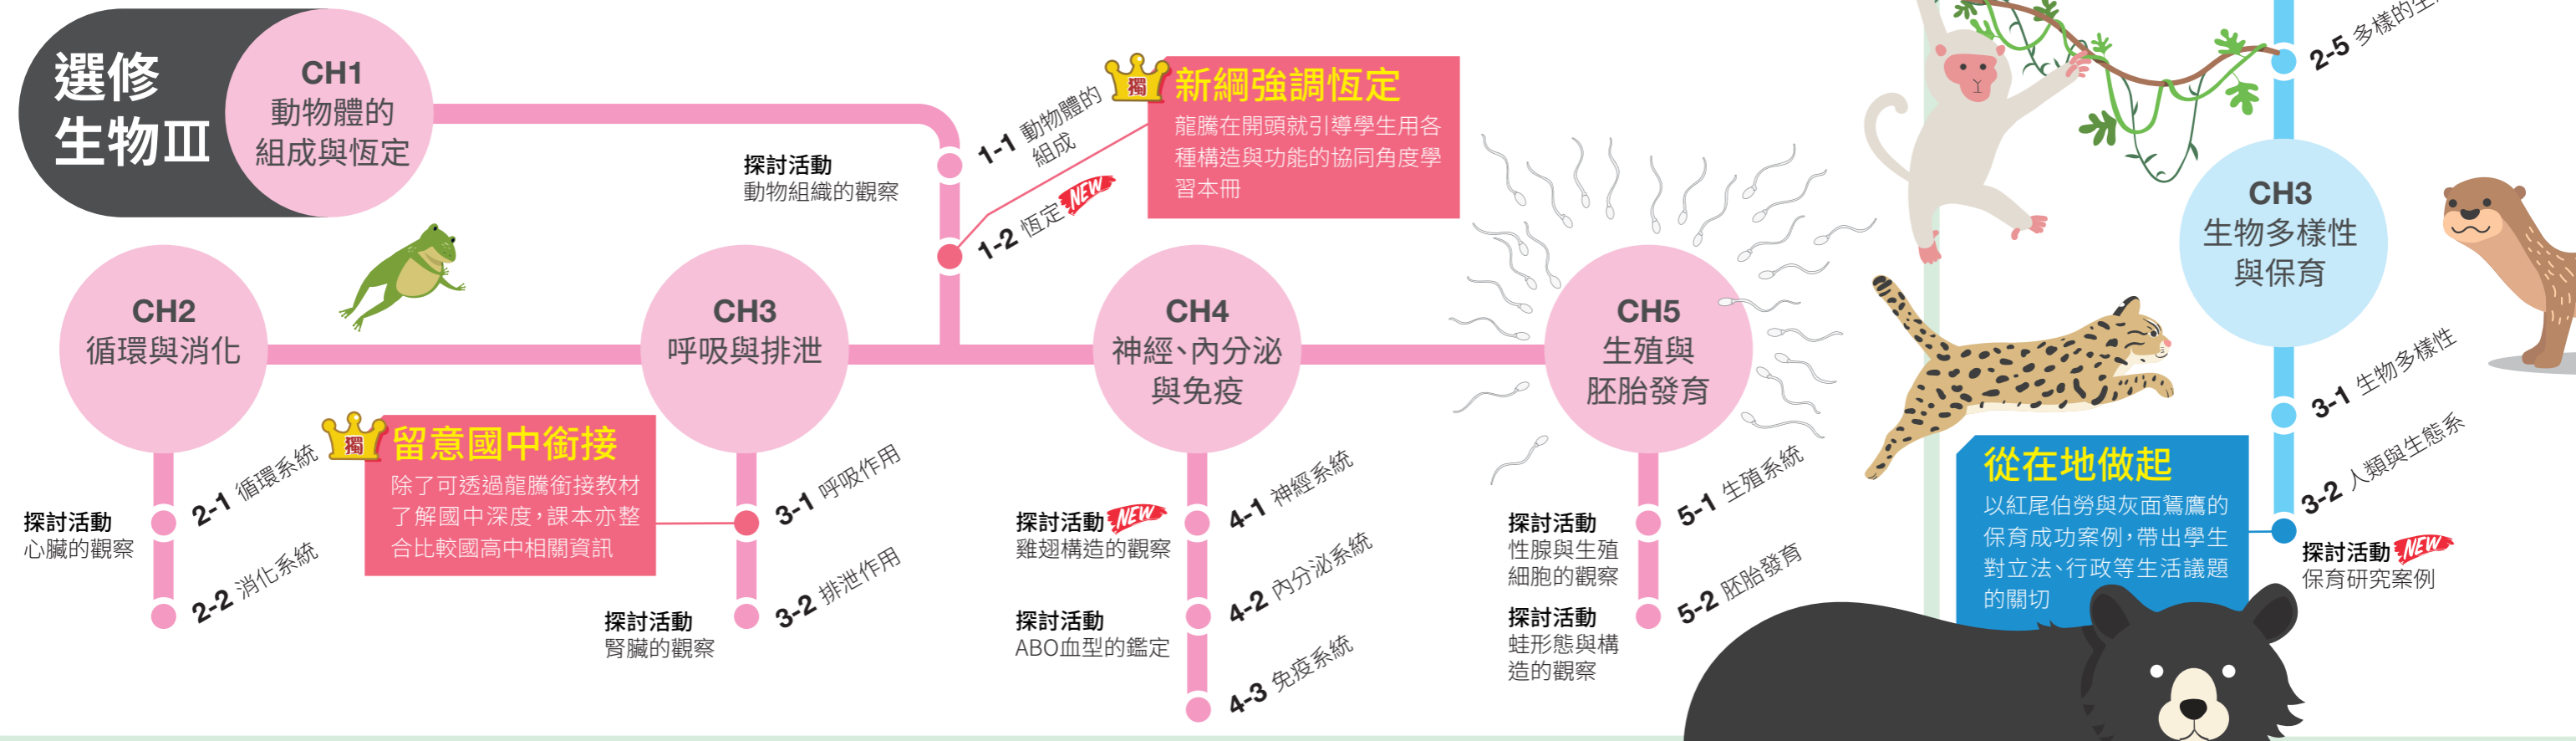 選修
生物Ⅲ
CH1
動物體的
組成與恆定
探討活動
動物組織的觀察
1-1 動物體的
組成
1-2 恆定 NEW
獨
新綱強調恆定
龍騰在開頭就引導學生用各
種構造與功能的協同角度學
習本冊
CH2
循環與消化
探討活動
心臟的觀察
2-1 循環系統
2-2 消化系統
獨
留意國中銜接
除了可透過龍騰銜接教材
了解國中深度，課本亦整
合比較國高中相關資訊
CH3
呼吸與排泄
3-1 呼吸作用
探討活動
腎臟的觀察
3-2 排泄作用
CH4
神經、內分泌
與免疫
探討活動 NEW
雞翅構造的觀察
4-1 神經系統
探討活動
ABO血型的鑑定
4-2 內分泌系統
4-3 免疫系統
CH5
生殖與
胚胎發育
探討活動
性腺與生殖
細胞的觀察
5-1 生殖系統
探討活動
蛙形態與構
造的觀察
5-2 胚胎發育
2-5 多樣的生
CH3
生物多樣性
與保育
3-1 生物多樣性
3-2 人類與生態系
從在地做起
以紅尾伯勞與灰面鵟鷹的
保育成功案例，帶出學生
對立法、行政等生活議題
的關切
探討活動 NEW
保育研究案例